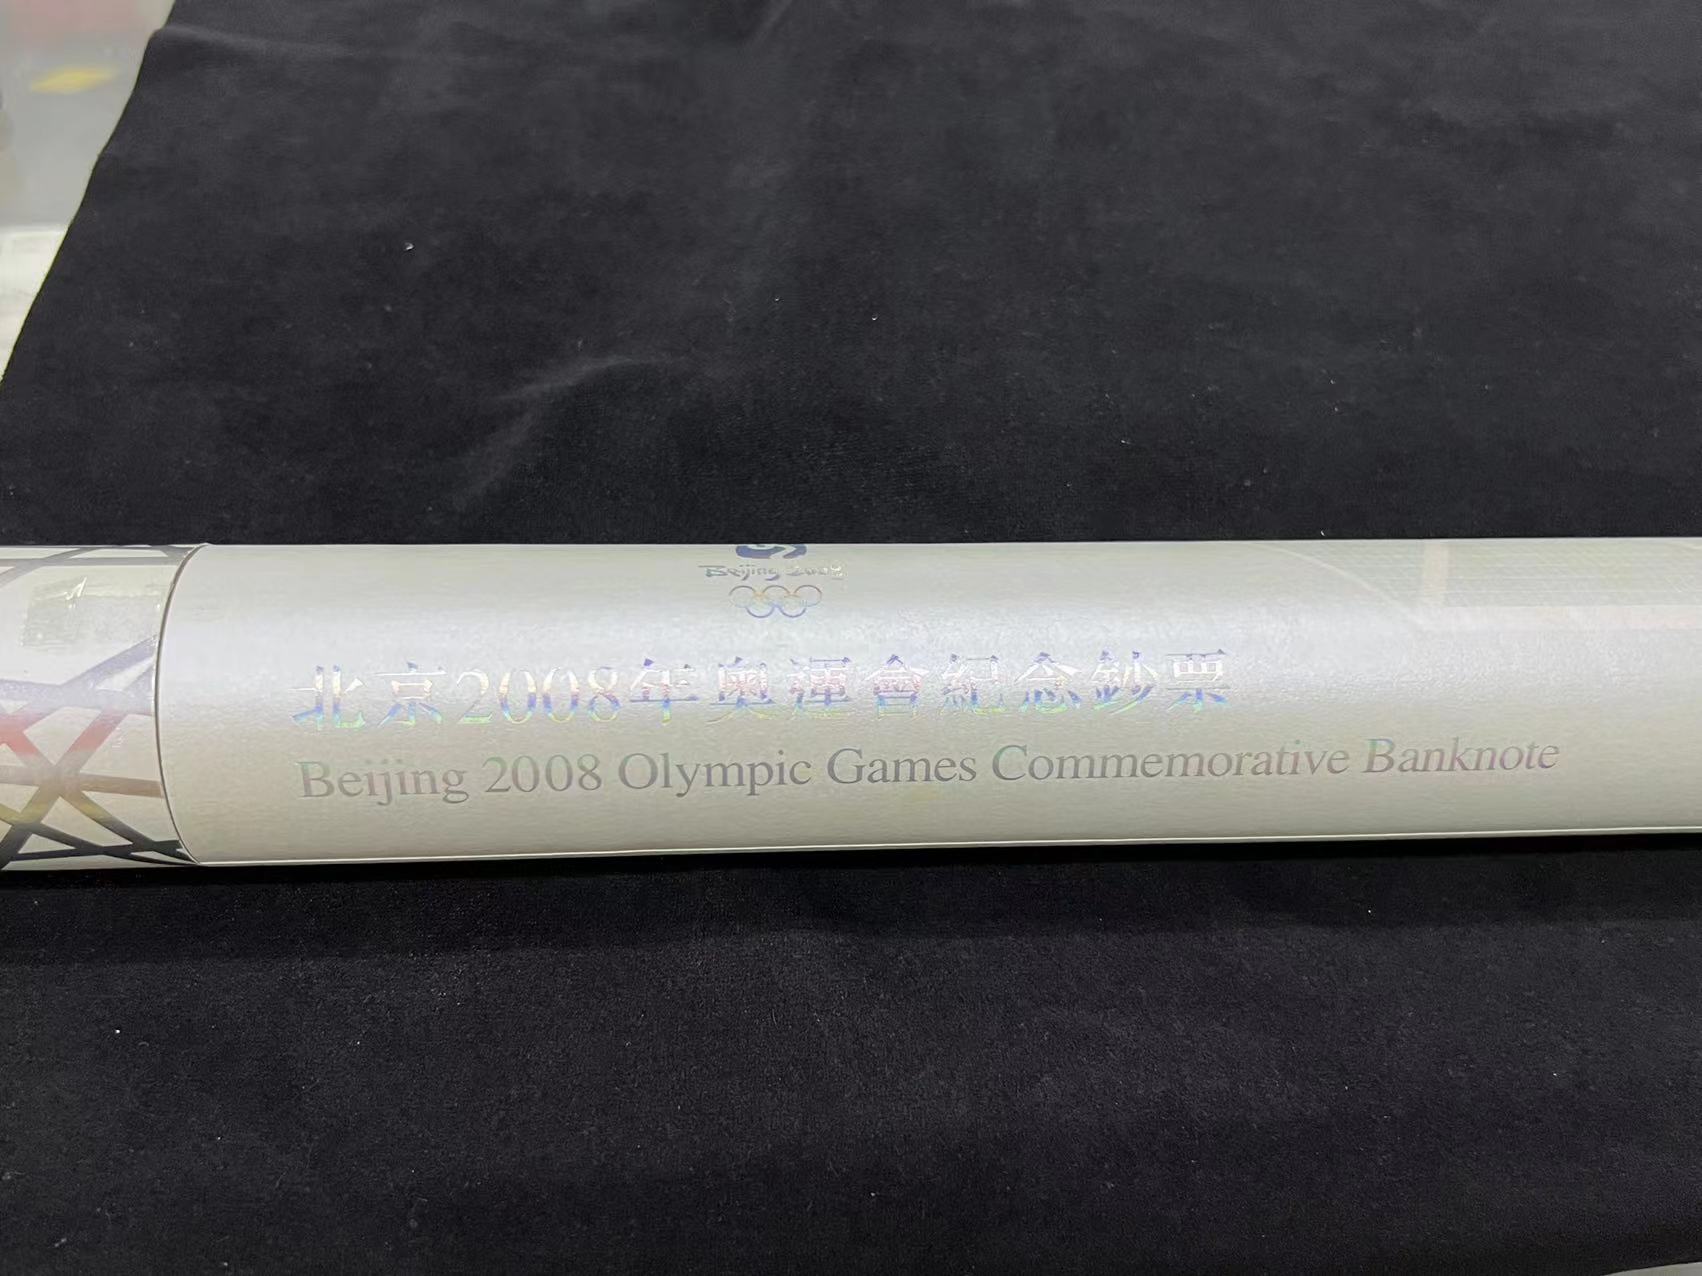 Beijing 2008
北京2008年奧運會紀念鈔票
Beijing 2008 Olympic Games Commemorative Banknote